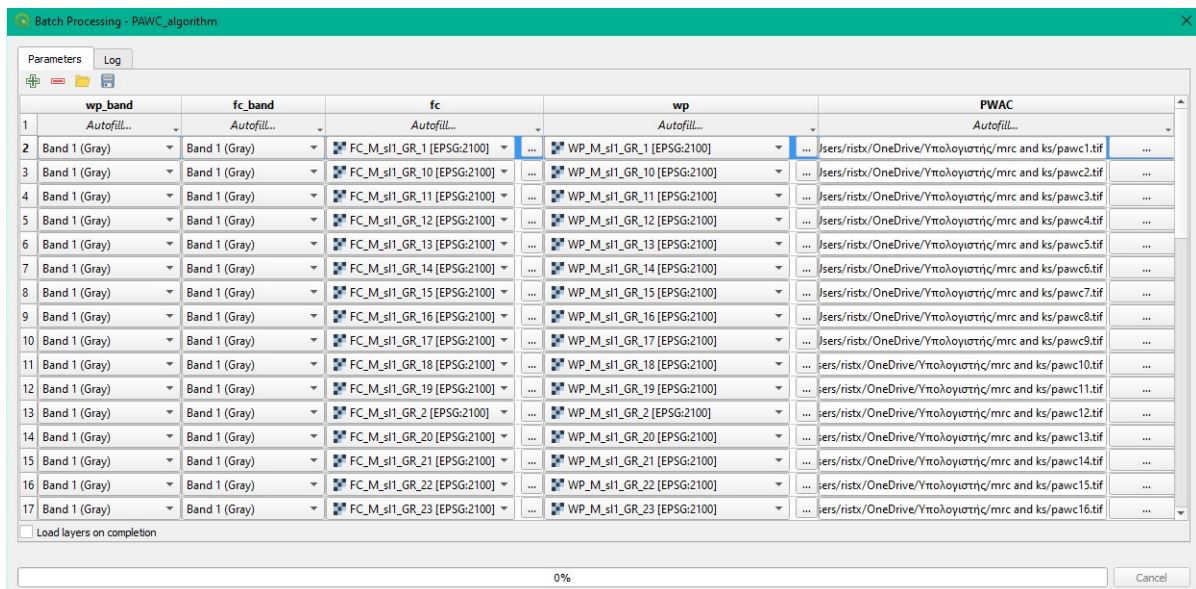 Batch Processing - PAWC_algorithm
Parameters Log
wp_band fc_band fc wp PWAC
1 Autofill... Autofill... Autofill... Autofill... Autofill...
2 Band 1 (Gray) Band 1 (Gray) FC_M_sl1_GR_1 [EPSG:2100] ... WP_M_sl1_GR_1 [EPSG:2100] ... Jsers/ristx/OneDrive/Υπολογιστής/mrc and ks/pawc1.tif ...
3 Band 1 (Gray) Band 1 (Gray) FC_M_sl1_GR_10 [EPSG:2100] ... WP_M_sl1_GR_10 [EPSG:2100] ... Jsers/ristx/OneDrive/Υπολογιστής/mrc and ks/pawc2.tif ...
4 Band 1 (Gray) Band 1 (Gray) FC_M_sl1_GR_11 [EPSG:2100] ... WP_M_sl1_GR_11 [EPSG:2100] ... Jsers/ristx/OneDrive/Υπολογιστής/mrc and ks/pawc3.tif ...
5 Band 1 (Gray) Band 1 (Gray) FC_M_sl1_GR_12 [EPSG:2100] ... WP_M_sl1_GR_12 [EPSG:2100] ... Jsers/ristx/OneDrive/Υπολογιστής/mrc and ks/pawc4.tif ...
6 Band 1 (Gray) Band 1 (Gray) FC_M_sl1_GR_13 [EPSG:2100] ... WP_M_sl1_GR_13 [EPSG:2100] ... Jsers/ristx/OneDrive/Υπολογιστής/mrc and ks/pawc5.tif ...
7 Band 1 (Gray) Band 1 (Gray) FC_M_sl1_GR_14 [EPSG:2100] ... WP_M_sl1_GR_14 [EPSG:2100] ... Jsers/ristx/OneDrive/Υπολογιστής/mrc and ks/pawc6.tif ...
8 Band 1 (Gray) Band 1 (Gray) FC_M_sl1_GR_15 [EPSG:2100] ... WP_M_sl1_GR_15 [EPSG:2100] ... Jsers/ristx/OneDrive/Υπολογιστής/mrc and ks/pawc7.tif ...
9 Band 1 (Gray) Band 1 (Gray) FC_M_sl1_GR_16 [EPSG:2100] ... WP_M_sl1_GR_16 [EPSG:2100] ... Jsers/ristx/OneDrive/Υπολογιστής/mrc and ks/pawc8.tif ...
10 Band 1 (Gray) Band 1 (Gray) FC_M_sl1_GR_17 [EPSG:2100] ... WP_M_sl1_GR_17 [EPSG:2100] ... Jsers/ristx/OneDrive/Υπολογιστής/mrc and ks/pawc9.tif ...
11 Band 1 (Gray) Band 1 (Gray) FC_M_sl1_GR_18 [EPSG:2100] ... WP_M_sl1_GR_18 [EPSG:2100] ... sers/ristx/OneDrive/Υπολογιστής/mrc and ks/pawc10.tif ...
12 Band 1 (Gray) Band 1 (Gray) FC_M_sl1_GR_19 [EPSG:2100] ... WP_M_sl1_GR_19 [EPSG:2100] ... sers/ristx/OneDrive/Υπολογιστής/mrc and ks/pawc11.tif ...
13 Band 1 (Gray) Band 1 (Gray) FC_M_sl1_GR_2 [EPSG:2100] ... WP_M_sl1_GR_2 [EPSG:2100] ... sers/ristx/OneDrive/Υπολογιστής/mrc and ks/pawc12.tif ...
14 Band 1 (Gray) Band 1 (Gray) FC_M_sl1_GR_20 [EPSG:2100] ... WP_M_sl1_GR_20 [EPSG:2100] ... sers/ristx/OneDrive/Υπολογιστής/mrc and ks/pawc13.tif ...
15 Band 1 (Gray) Band 1 (Gray) FC_M_sl1_GR_21 [EPSG:2100] ... WP_M_sl1_GR_21 [EPSG:2100] ... sers/ristx/OneDrive/Υπολογιστής/mrc and ks/pawc14.tif ...
16 Band 1 (Gray) Band 1 (Gray) FC_M_sl1_GR_22 [EPSG:2100] ... WP_M_sl1_GR_22 [EPSG:2100] ... sers/ristx/OneDrive/Υπολογιστής/mrc and ks/pawc15.tif ...
17 Band 1 (Gray) Band 1 (Gray) FC_M_sl1_GR_23 [EPSG:2100] ... WP_M_sl1_GR_23 [EPSG:2100] ... sers/ristx/OneDrive/Υπολογιστής/mrc and ks/pawc16.tif ...
Load layers on completion
0% Cancel